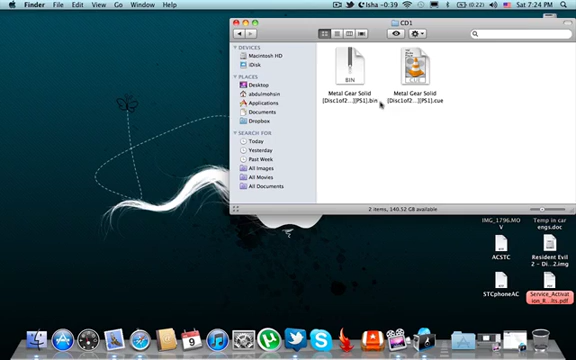 Finder File Edit View Go Window Help
Isha -0:39
(0:22)
Sat 7:24 PM
CD1
DEVICES
Macintosh HD
iDisk
PLACES
Desktop
abdulmohsin
Applications
Documents
Dropbox
SEARCH FOR
Today
Yesterday
Past Week
All Images
All Movies
All Documents
BIN
Metal Gear Solid
[Disc1of2...][PS1].bin
CUE
Metal Gear Solid
[Disc1of2...][PS1].cue
2 items, 140.52 GB available
IMG_1796.MO
V
Temp in car
engs.doc
ACSTC
Resident Evil
2 - Di...2.img
STCphoneAC
Service_Activat
ion_R...ils.pdf
9